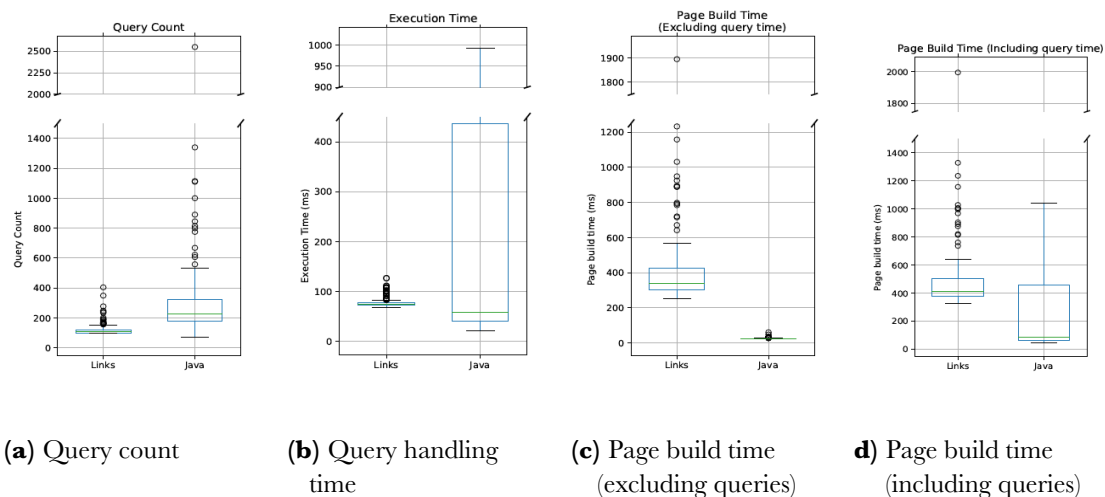 Query Count
2500
2250
2000
1400
1200
1000
800
600
400
200
0
Query Count
Links Java
Execution Time
1000
950
900
400
300
200
100
0
Execution Time (ms)
Links Java
Page Build Time
(Excluding query time)
1900
1800
1200
1000
800
600
400
200
0
Page build time (ms)
Links Java
Page Build Time (Including query time)
2000
1800
1400
1200
1000
800
600
400
200
0
Page build time (ms)
Links Java
(a) Query count
(b) Query handling
time
(c) Page build time
(excluding queries)
d) Page build time
(including queries)